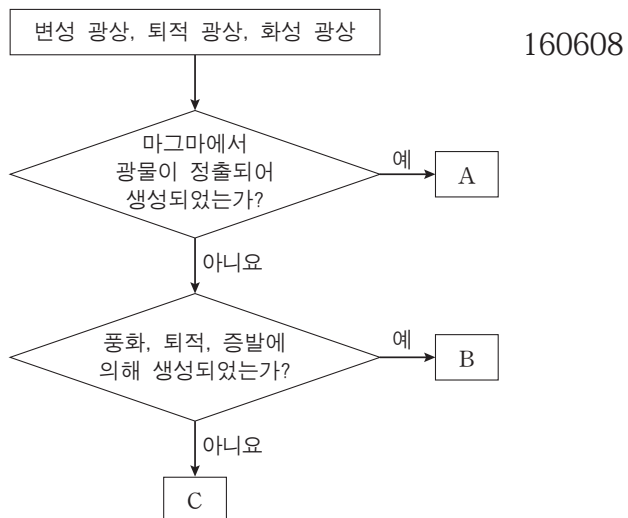 변성 광상, 퇴적 광상, 화성 광상
160608
마그마에서
광물이 정출되어
생성되었는가?
예
A
아니요
풍화, 퇴적, 증발에
의해 생성되었는가?
예
B
아니요
C